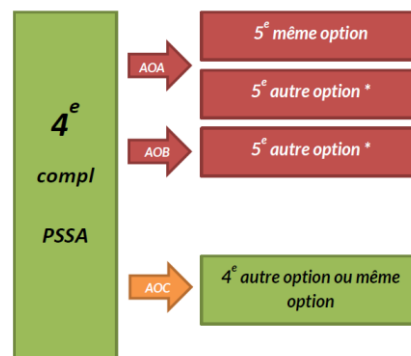 4e
compl
PSSA
AOA
5e même option
5e autre option *
AOB
5e autre option *
AOC
4e autre option ou même
option